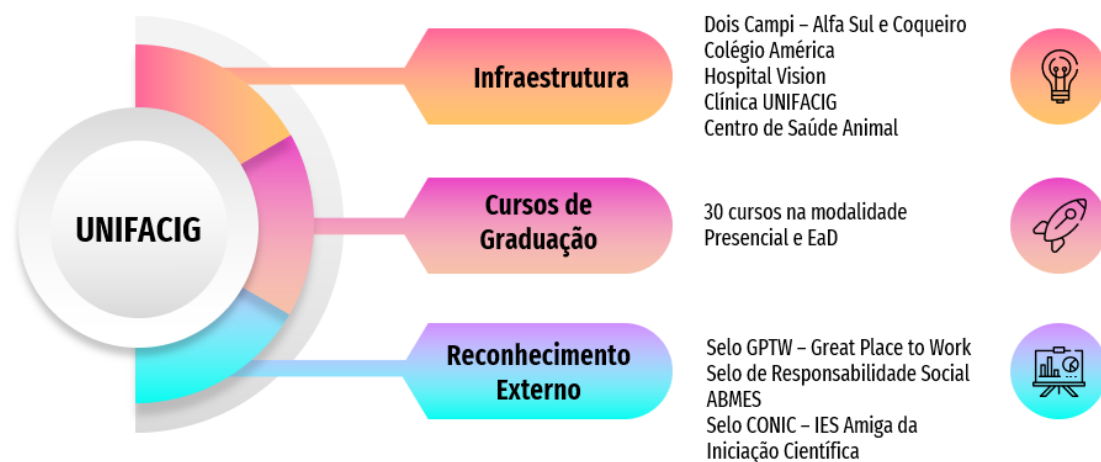 UNIFACIG
Infraestrutura
Dois Campi – Alfa Sul e Coqueiro
Colégio América
Hospital Vision
Clínica UNIFACIG
Centro de Saúde Animal
Cursos de
Graduação
30 cursos na modalidade
Presencial e EaD
Reconhecimento
Externo
Selo GPTW – Great Place to Work
Selo de Responsabilidade Social
ABMES
Selo CONIC – IES Amiga da
Iniciação Científica